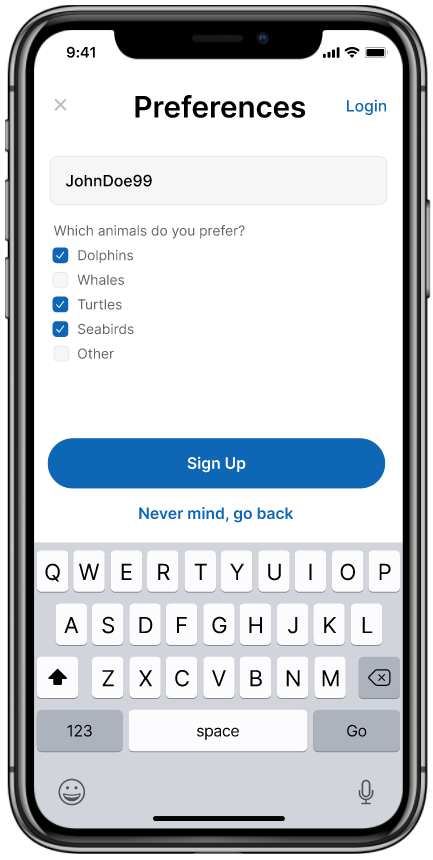 9:41
Preferences
Login
JohnDoe99
Which animals do you prefer?
Dolphins
Whales
Turtles
Seabirds
Other
Sign Up
Never mind, go back
Q W E R T Y U I O P
A S D F G H J K L
Z X C V B N M
123 space Go